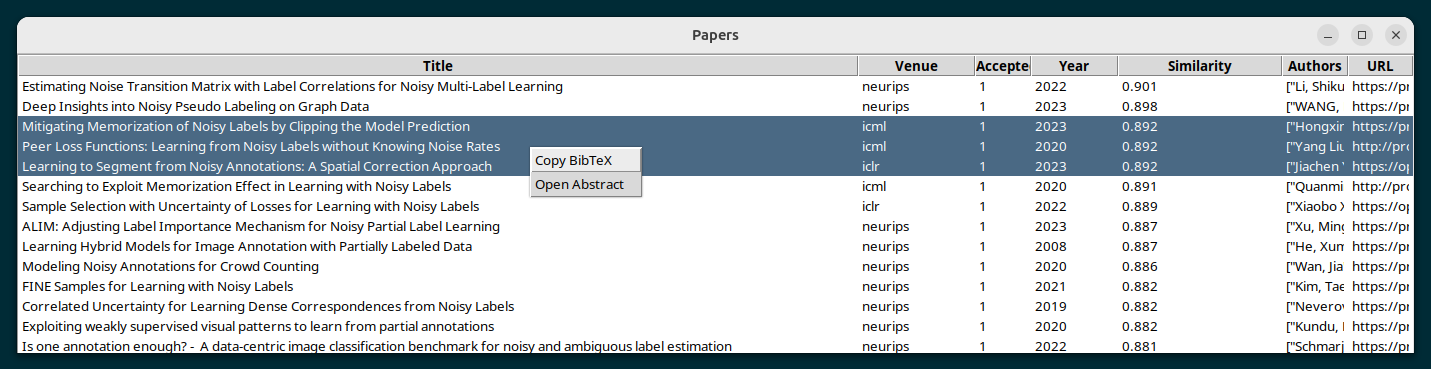 Papers
Title Venue Accepte Year Similarity Authors URL
Estimating Noise Transition Matrix with Label Correlations for Noisy Multi-Label Learning neurips 1 2022 0.901 ["Li, Shiku https://pr
Deep Insights into Noisy Pseudo Labeling on Graph Data neurips 1 2023 0.898 ["WANG, https://pr
Mitigating Memorization of Noisy Labels by Clipping the Model Prediction icml 1 2023 0.892 ["Hongxin https://pr
Peer Loss Functions: Learning from Noisy Labels without Knowing Noise Rates icml 1 2020 0.892 ["Yang Liu http://pro
Copy BibTeX
Learning to Segment from Noisy Annotations: A Spatial Correction Approach iclr 1 2023 0.892 ["Jiachen Y https://op
Open Abstract
Searching to Exploit Memorization Effect in Learning with Noisy Labels icml 1 2020 0.891 ["Quanmi http://pro
Sample Selection with Uncertainty of Losses for Learning with Noisy Labels iclr 1 2022 0.889 ["Xiaobo X https://op
ALIM: Adjusting Label Importance Mechanism for Noisy Partial Label Learning neurips 1 2023 0.887 ["Xu, Ming https://pr
Learning Hybrid Models for Image Annotation with Partially Labeled Data neurips 1 2008 0.887 ["He, Xum https://pr
Modeling Noisy Annotations for Crowd Counting neurips 1 2020 0.886 ["Wan, Jia https://pr
FINE Samples for Learning with Noisy Labels neurips 1 2021 0.882 ["Kim, Tae https://pr
Correlated Uncertainty for Learning Dense Correspondences from Noisy Labels neurips 1 2019 0.882 ["Neverov https://pr
Exploiting weakly supervised visual patterns to learn from partial annotations neurips 1 2020 0.882 ["Kundu, https://pr
Is one annotation enough? - A data-centric image classification benchmark for noisy and ambiguous label estimation neurips 1 2022 0.881 ["Schmarj https://pr